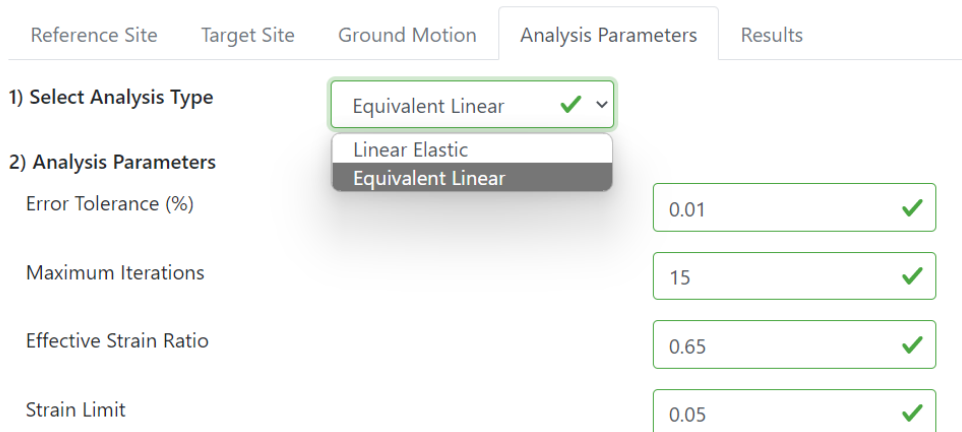 Reference Site Target Site Ground Motion Analysis Parameters Results
1) Select Analysis Type Equivalent Linear
Linear Elastic
2) Analysis Parameters
Equivalent Linear
Error Tolerance (%) 0.01
Maximum Iterations 15
Effective Strain Ratio 0.65
Strain Limit 0.05